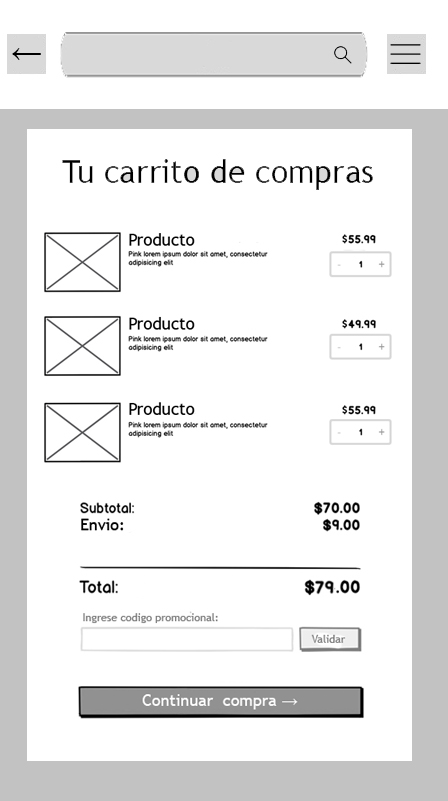 Tu carrito de compras
Producto
$55.99
Pink lorem ipsum dolor sit amet, consectetur
adipisicing elit
- 1 +
Producto
$49.99
Pink lorem ipsum dolor sit amet, consectetur
adipisicing elit
- 1 +
Producto
$55.99
Pink lorem ipsum dolor sit amet, consectetur
adipisicing elit
- 1 +
Subtotal: $70.00
Envio: $9.00
Total: $79.00
Ingrese codigo promocional:
Validar
Continuar compra →